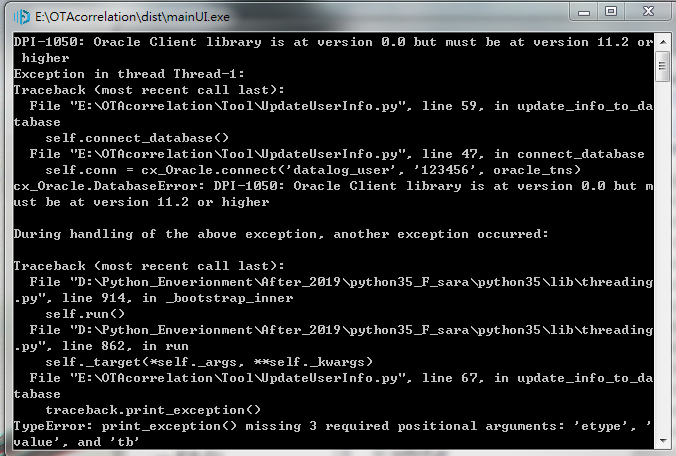 E:\OTAcorrelation\dist\mainUI.exe
DPI-1050: Oracle Client library is at version 0.0 but must be at version 11.2 or
 higher
Exception in thread Thread-1:
Traceback (most recent call last):
  File "E:\OTAcorrelation\Tool\UpdateUserInfo.py", line 59, in update_info_to_da
tabase
    self.connect_database()
  File "E:\OTAcorrelation\Tool\UpdateUserInfo.py", line 47, in connect_database
    self.conn = cx_Oracle.connect('datalog_user', '123456', oracle_tns)
cx_Oracle.DatabaseError: DPI-1050: Oracle Client library is at version 0.0 but m
ust be at version 11.2 or higher

During handling of the above exception, another exception occurred:

Traceback (most recent call last):
  File "D:\Python_Enverionment\After_2019\python35_F_sara\python35\lib\threading
.py", line 914, in _bootstrap_inner
    self.run()
  File "D:\Python_Enverionment\After_2019\python35_F_sara\python35\lib\threading
.py", line 862, in run
    self._target(*self._args, **self._kwargs)
  File "E:\OTAcorrelation\Tool\UpdateUserInfo.py", line 67, in update_info_to_da
tabase
    traceback.print_exception()
TypeError: print_exception() missing 3 required positional arguments: 'etype', '
value', and 'tb'